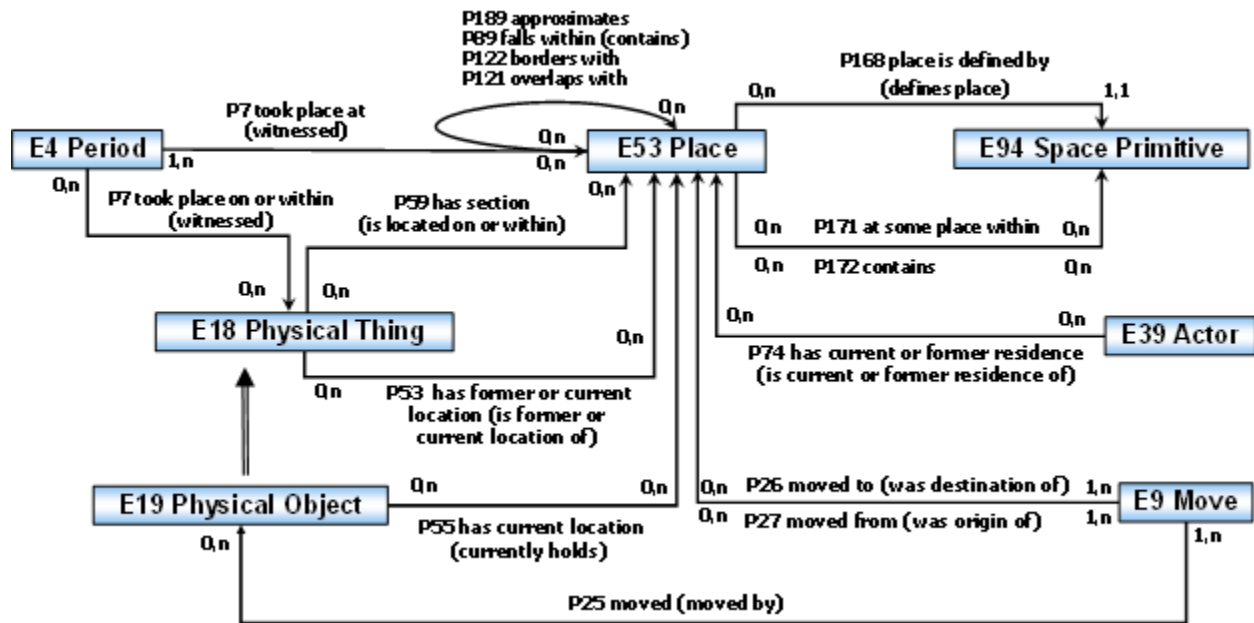 P189 approximates
P89 falls within (contains)
P122 borders with
P121 overlaps with
P168 place is defined by
(defines place)
0,n
1,1
0,n
P7 took place at
(witnessed)
0,n
E4 Period
1,n
0,n
E53 Place
E94 Space Primitive
0,n
0,n
P7 took place on or within
(witnessed)
P59 has section
(is located on or within)
0,n
P171 at some place within
0,n
0,n
P172 contains
0,n
0,n
0,n
E18 Physical Thing
0,n
0,n
0,n
E39 Actor
P74 has current or former residence
(is current or former residence of)
0,n
P53 has former or current
location (is former or
current location of)
E19 Physical Object
0,n
0,n
0,n
P26 moved to (was destination of)
1,n
E9 Move
0,n
P27 moved from (was origin of)
1,n
0,n
P55 has current location
(currently holds)
1,n
P25 moved (moved by)